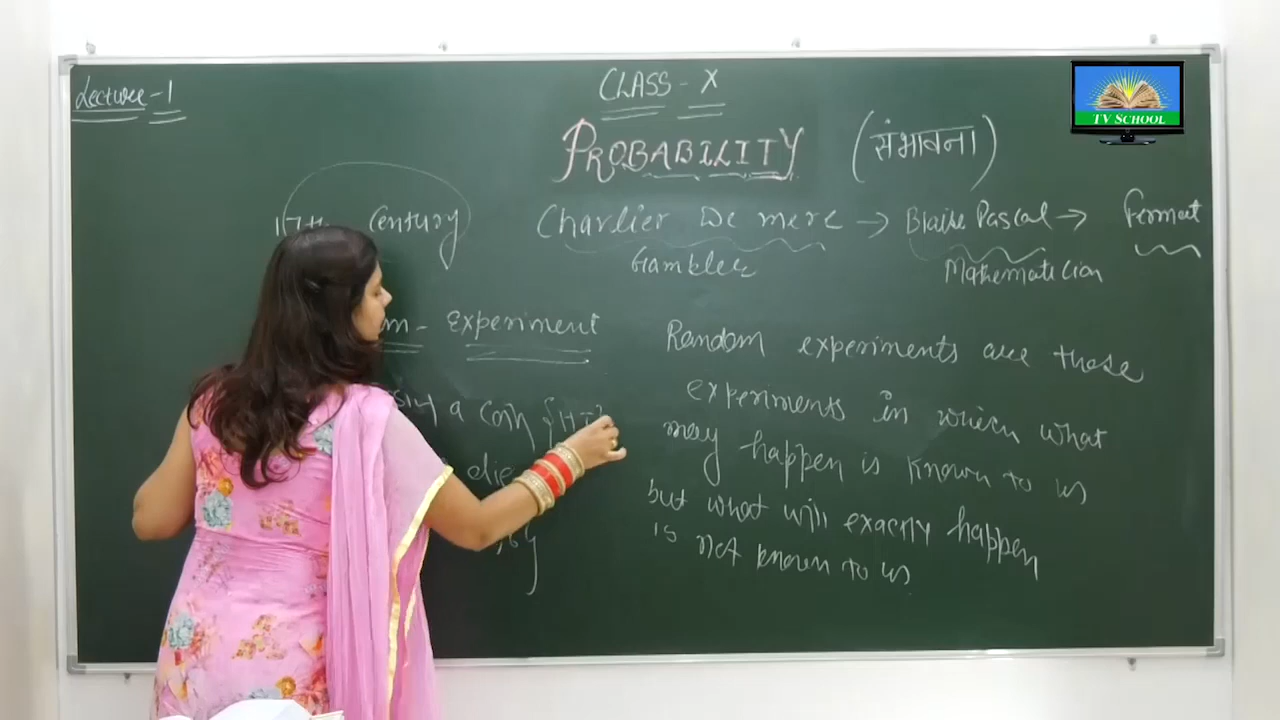 Lecture-1
CLASS - X
TV SCHOOL
PROBABILITY (संभावना)
17th Century
Charlier De mere → Blaise Pascal → Fermat
Gambler
Mathematician
Experiment
a Coin {H,T}
die
Random experiments are those
experiments in which what
may happen is known to us
but what will exactly happen
is not known to us